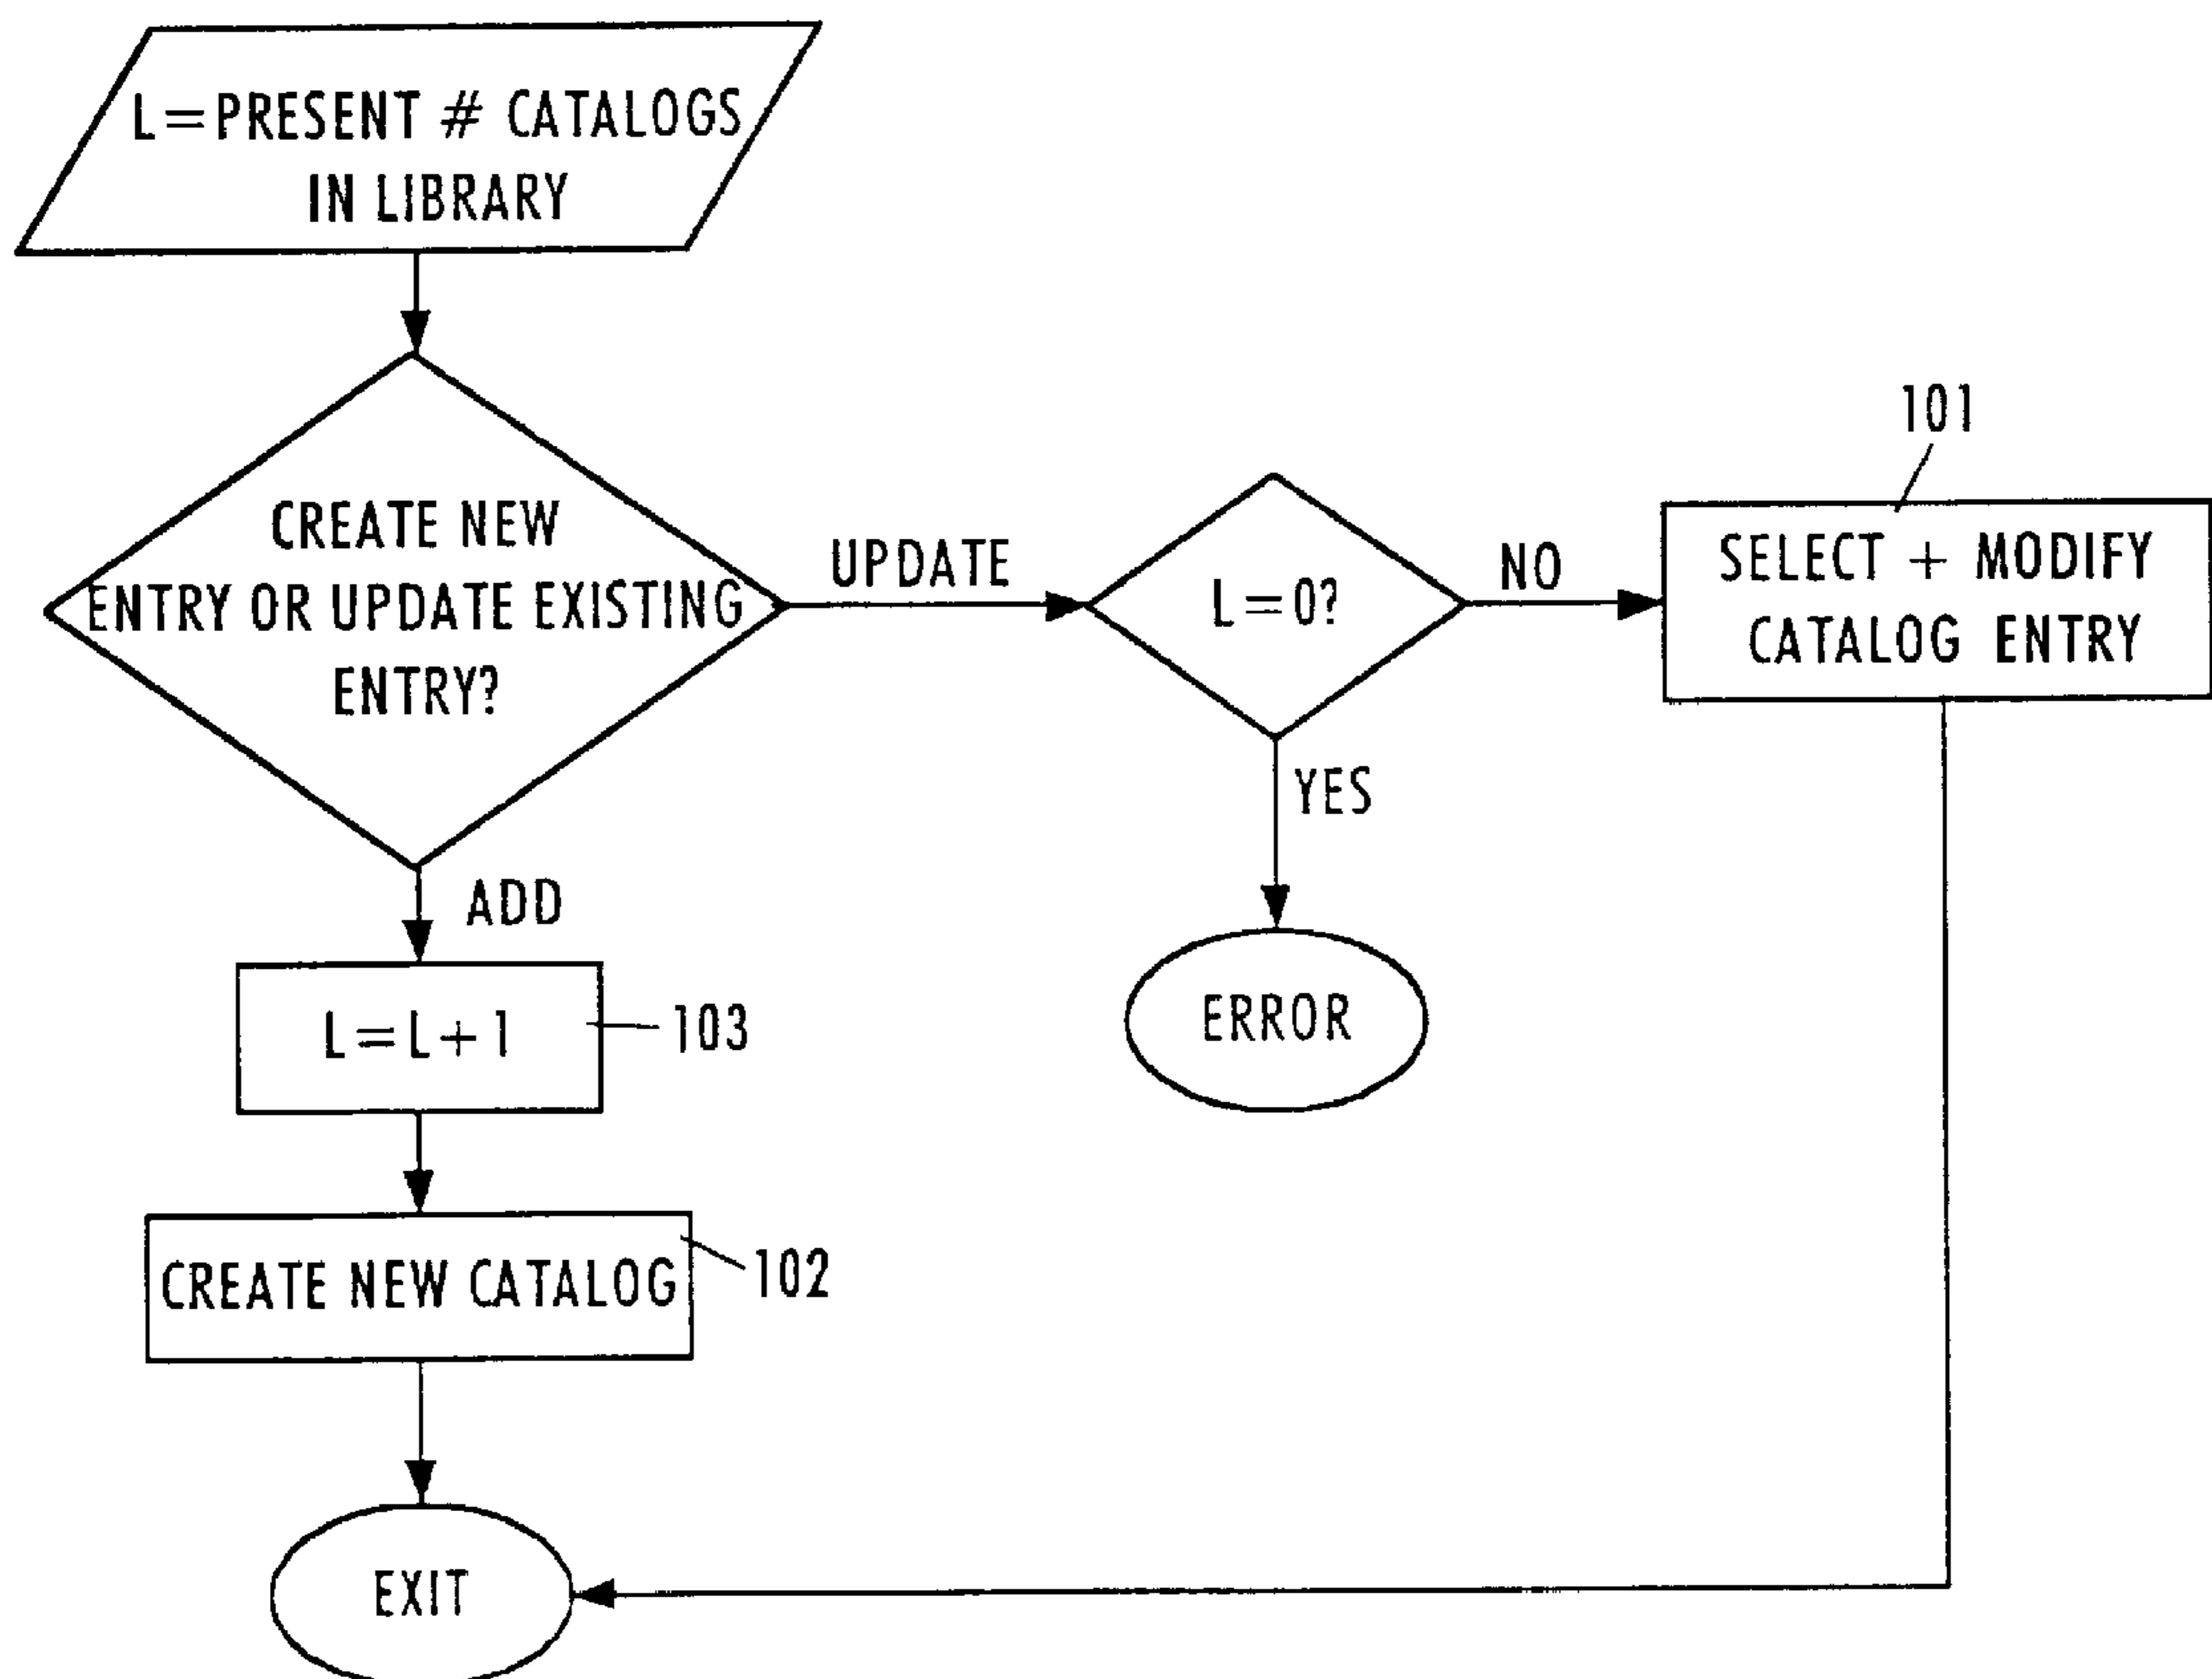 L=PRESENT # CATALOGS
IN LIBRARY
CREATE NEW
ENTRY OR UPDATE EXISTING
ENTRY?
UPDATE
L=0?
NO
101
SELECT + MODIFY
CATALOG ENTRY
YES
ERROR
ADD
L=L+1
103
CREATE NEW CATALOG
102
EXIT